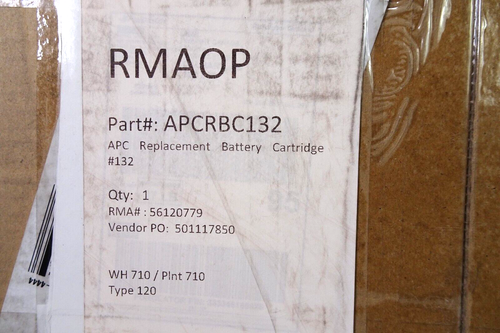 RMAOP
Part#: APCRBC132
APC Replacement Battery Cartridge
#132
Qty: 1
RMA# : 56120779
Vendor PO: 501117850
WH 710 / Plnt 710
Type 120